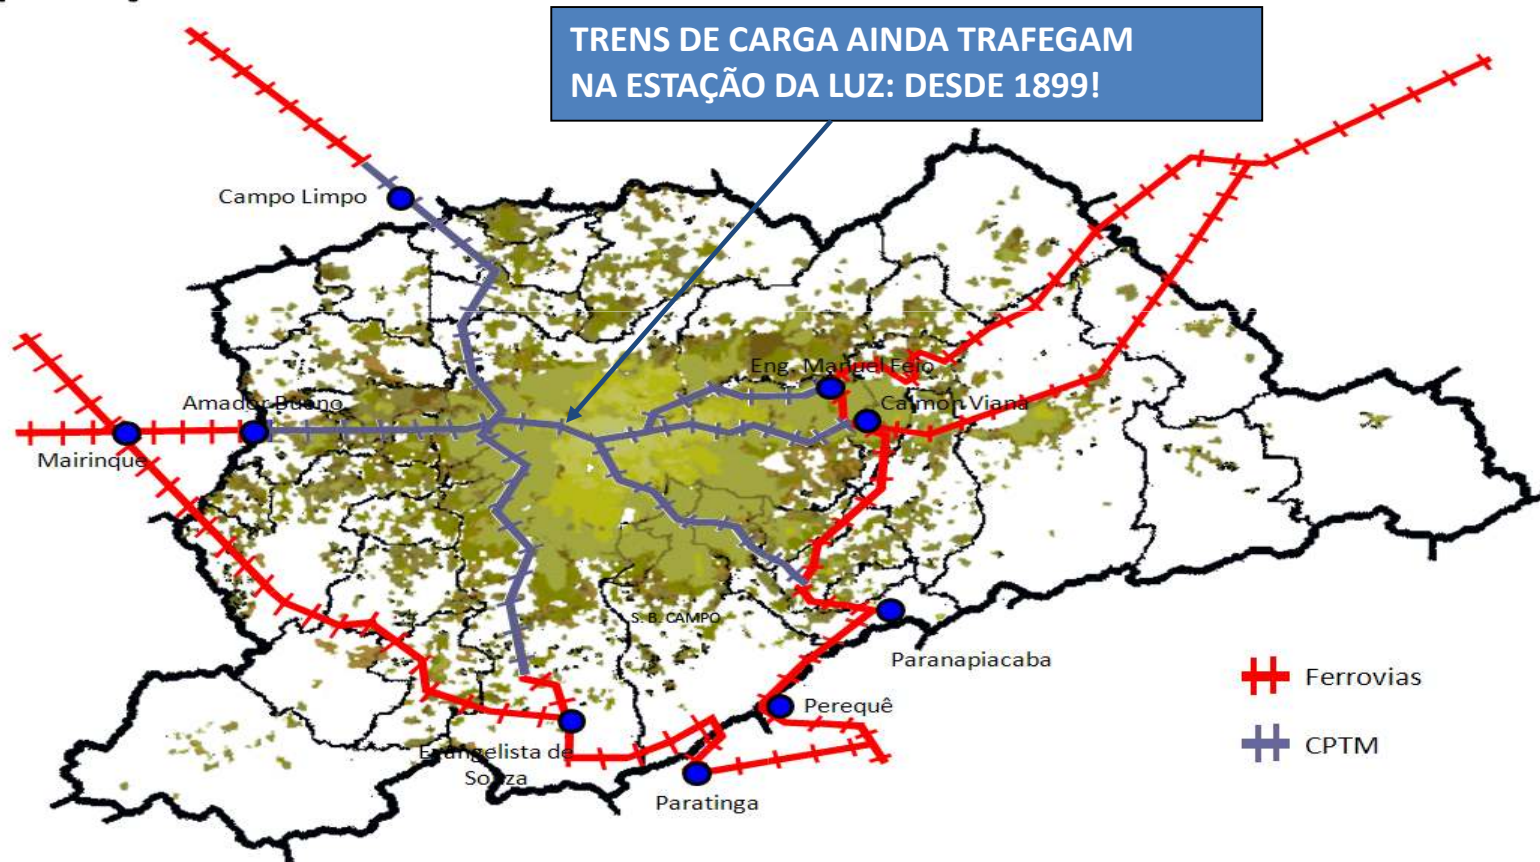 TRENS DE CARGA AINDA TRAFEGAM
NA ESTAÇÃO DA LUZ: DESDE 1899!
Campo Limpo
Eng. Manuel Feio
Amador Bueno
Calmon Viana
Mairinque
S. B. CAMPO
Paranapiacaba
Ferrovias
Perequê
CPTM
Evangelista de
Souza
Paratinga